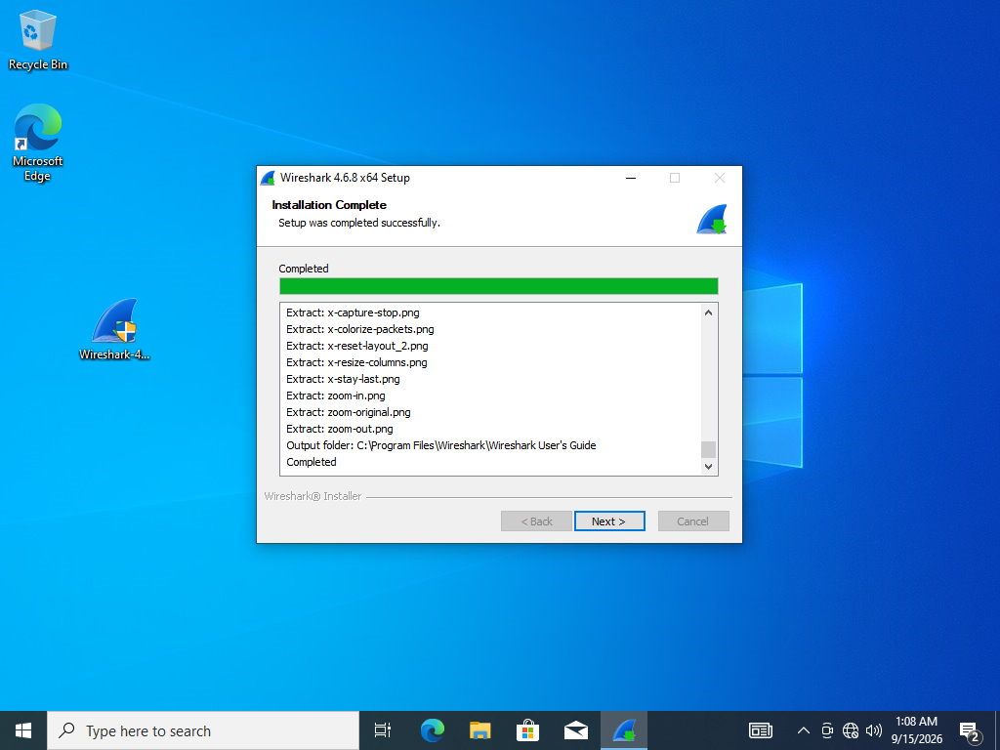 Recycle Bin
Microsoft
Edge
Wireshark-4...
Wireshark 4.6.8 x64 Setup
Installation Complete
Setup was completed successfully.
Completed
Extract: x-capture-stop.png
Extract: x-colorize-packets.png
Extract: x-reset-layout_2.png
Extract: x-resize-columns.png
Extract: x-stay-last.png
Extract: zoom-in.png
Extract: zoom-original.png
Extract: zoom-out.png
Output folder: C:\Program Files\Wireshark\Wireshark User's Guide
Completed
Wireshark® Installer
< Back
Next >
Cancel
Type here to search
1:08 AM
9/15/2026
2